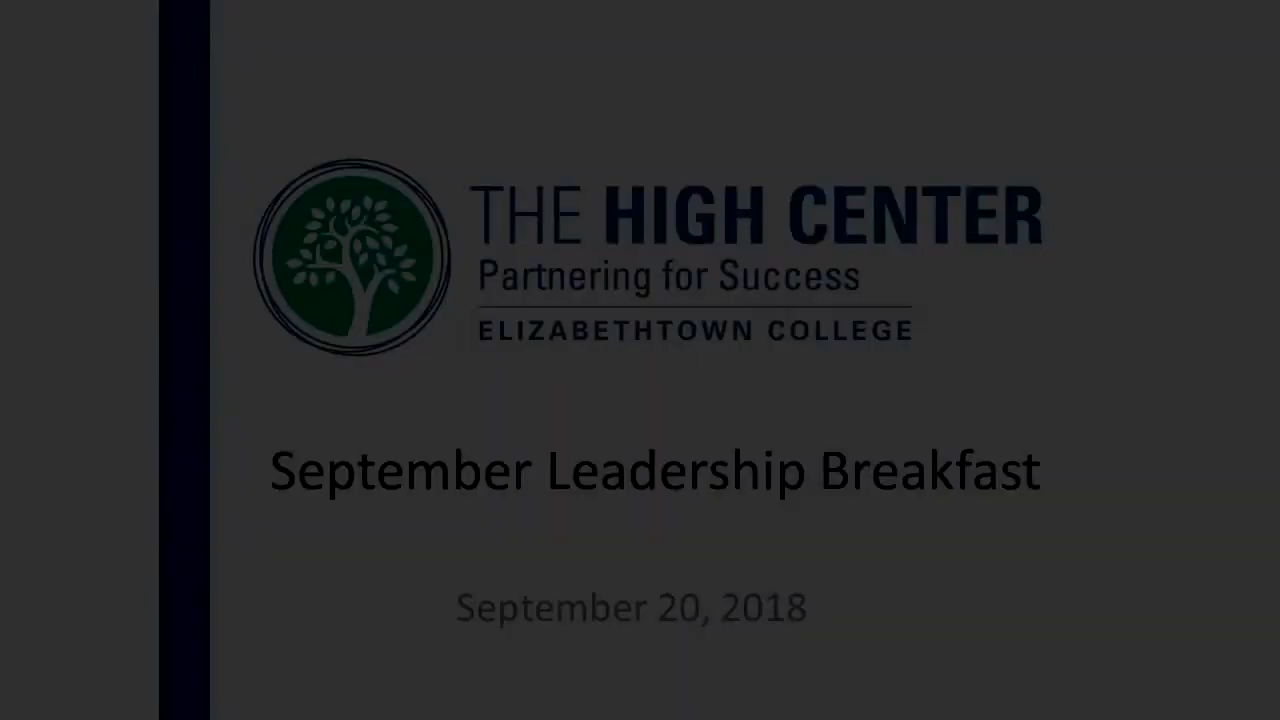 THE HIGH CENTER
Partnering for Success
ELIZABETHTOWN COLLEGE
September Leadership Breakfast
September 20, 2018